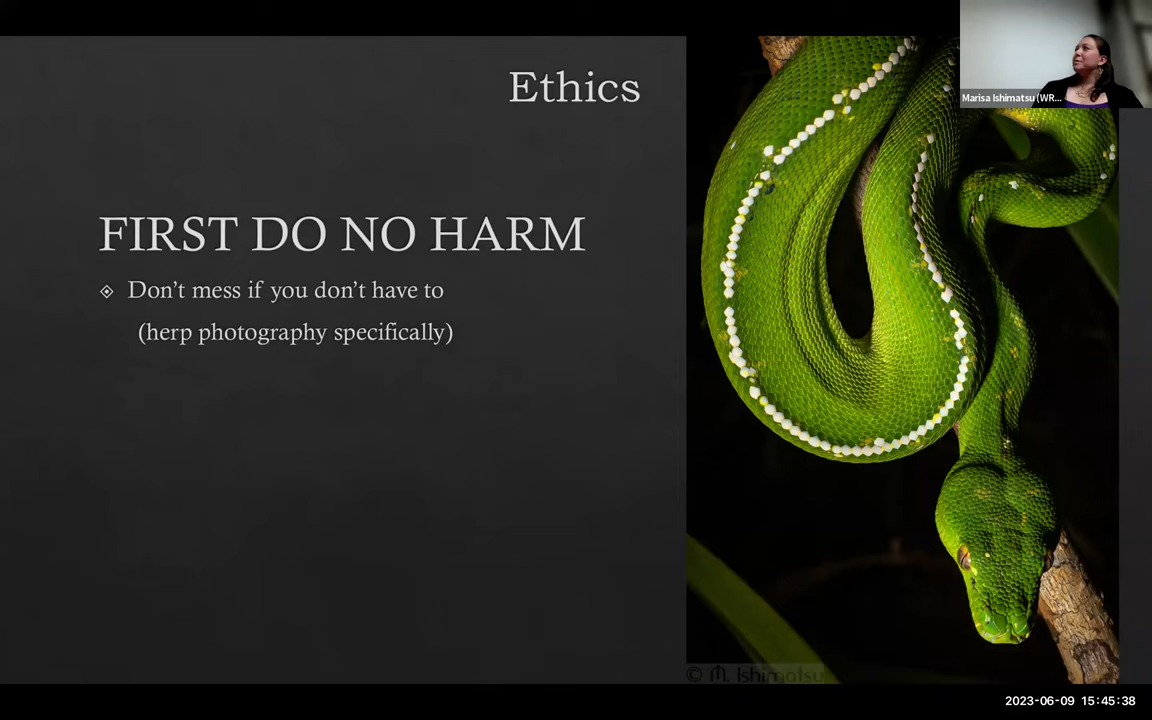 Ethics
Marisa Ishimatsu (WR...
FIRST DO NO HARM
Don't mess if you don't have to
(herp photography specifically)
© M. Ishimatsu
2023-06-09 15:45:38